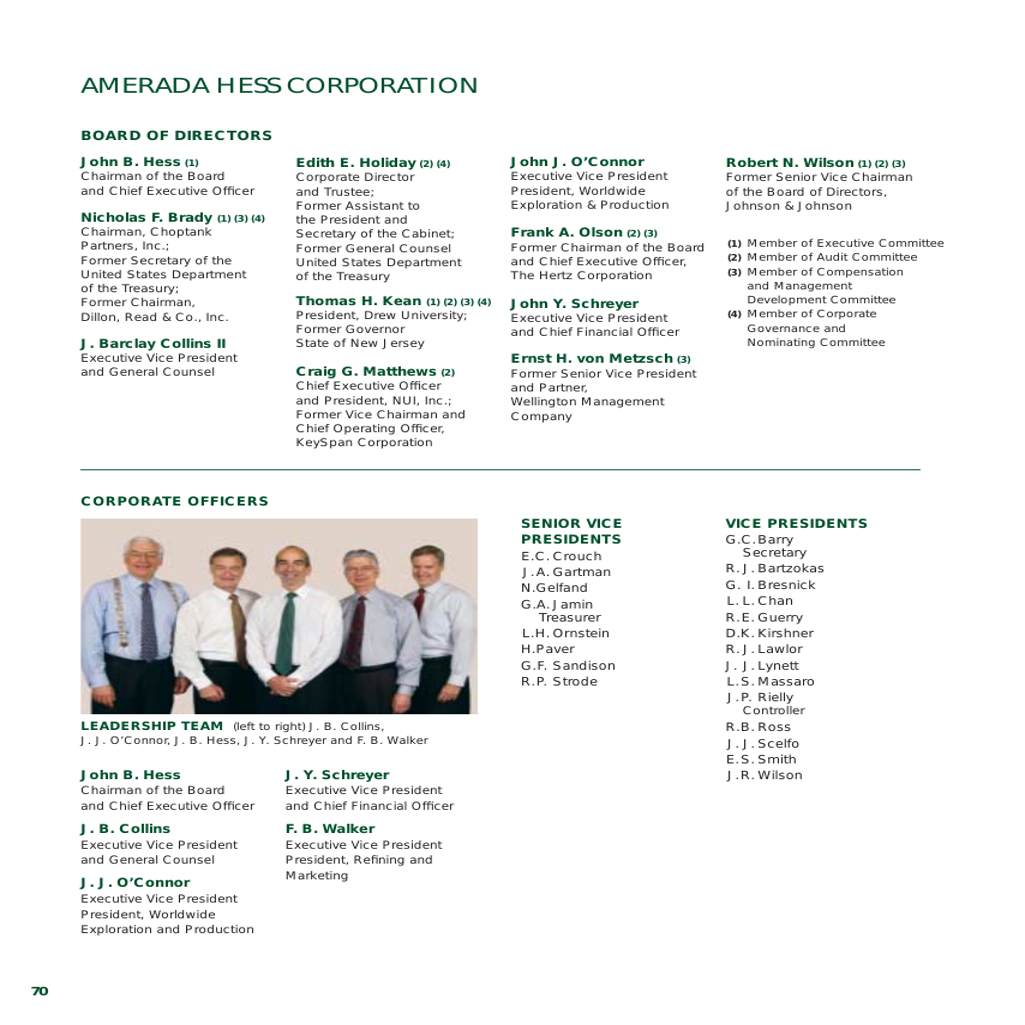 AMERADA HESS CORPORATION
BOARD OF DIRECTORS
John B. Hess (1)
Chairman of the Board
and Chief Executive Officer
Nicholas F. Brady (1) (3) (4)
Chairman, Choptank
Partners, Inc.;
Former Secretary of the
United States Department
of the Treasury;
Former Chairman,
Dillon, Read & Co., Inc.
J. Barclay Collins II
Executive Vice President
and General Counsel
Edith E. Holiday (2) (4)
Corporate Director
and Trustee;
Former Assistant to
the President and
Secretary of the Cabinet;
Former General Counsel
United States Department
of the Treasury
Thomas H. Kean (1) (2) (3) (4)
President, Drew University;
Former Governor
State of New Jersey
Craig G. Matthews (2)
Chief Executive Officer
and President, NUI, Inc.;
Former Vice Chairman and
Chief Operating Officer,
KeySpan Corporation
John J. O’Connor
Executive Vice President
President, Worldwide
Exploration & Production
Frank A. Olson (2) (3)
Former Chairman of the Board
and Chief Executive Officer,
The Hertz Corporation
John Y. Schreyer
Executive Vice President
and Chief Financial Officer
Ernst H. von Metzsch (3)
Former Senior Vice President
and Partner,
Wellington Management
Company
Robert N. Wilson (1) (2) (3)
Former Senior Vice Chairman
of the Board of Directors,
Johnson & Johnson
(1) Member of Executive Committee
(2) Member of Audit Committee
(3) Member of Compensation
and Management
Development Committee
(4) Member of Corporate
Governance and
Nominating Committee
CORPORATE OFFICERS
LEADERSHIP TEAM (left to right) J. B. Collins,
J. J. O’Connor, J. B. Hess, J. Y. Schreyer and F. B. Walker
John B. Hess
Chairman of the Board
and Chief Executive Officer
J. B. Collins
Executive Vice President
and General Counsel
J. J. O’Connor
Executive Vice President
President, Worldwide
Exploration and Production
J. Y. Schreyer
Executive Vice President
and Chief Financial Officer
F. B. Walker
Executive Vice President
President, Refining and
Marketing
SENIOR VICE
PRESIDENTS
E.C. Crouch
J.A. Gartman
N.Gelfand
G.A. Jamin
Treasurer
L.H. Ornstein
H.Paver
G.F. Sandison
R.P. Strode
VICE PRESIDENTS
G.C. Barry
Secretary
R. J. Bartzokas
G. I. Bresnick
L. L. Chan
R.E. Guerry
D.K. Kirshner
R. J. Lawlor
J. J. Lynett
L.S. Massaro
J.P. Rielly
Controller
R.B. Ross
J. J. Scelfo
E.S. Smith
J.R. Wilson
70